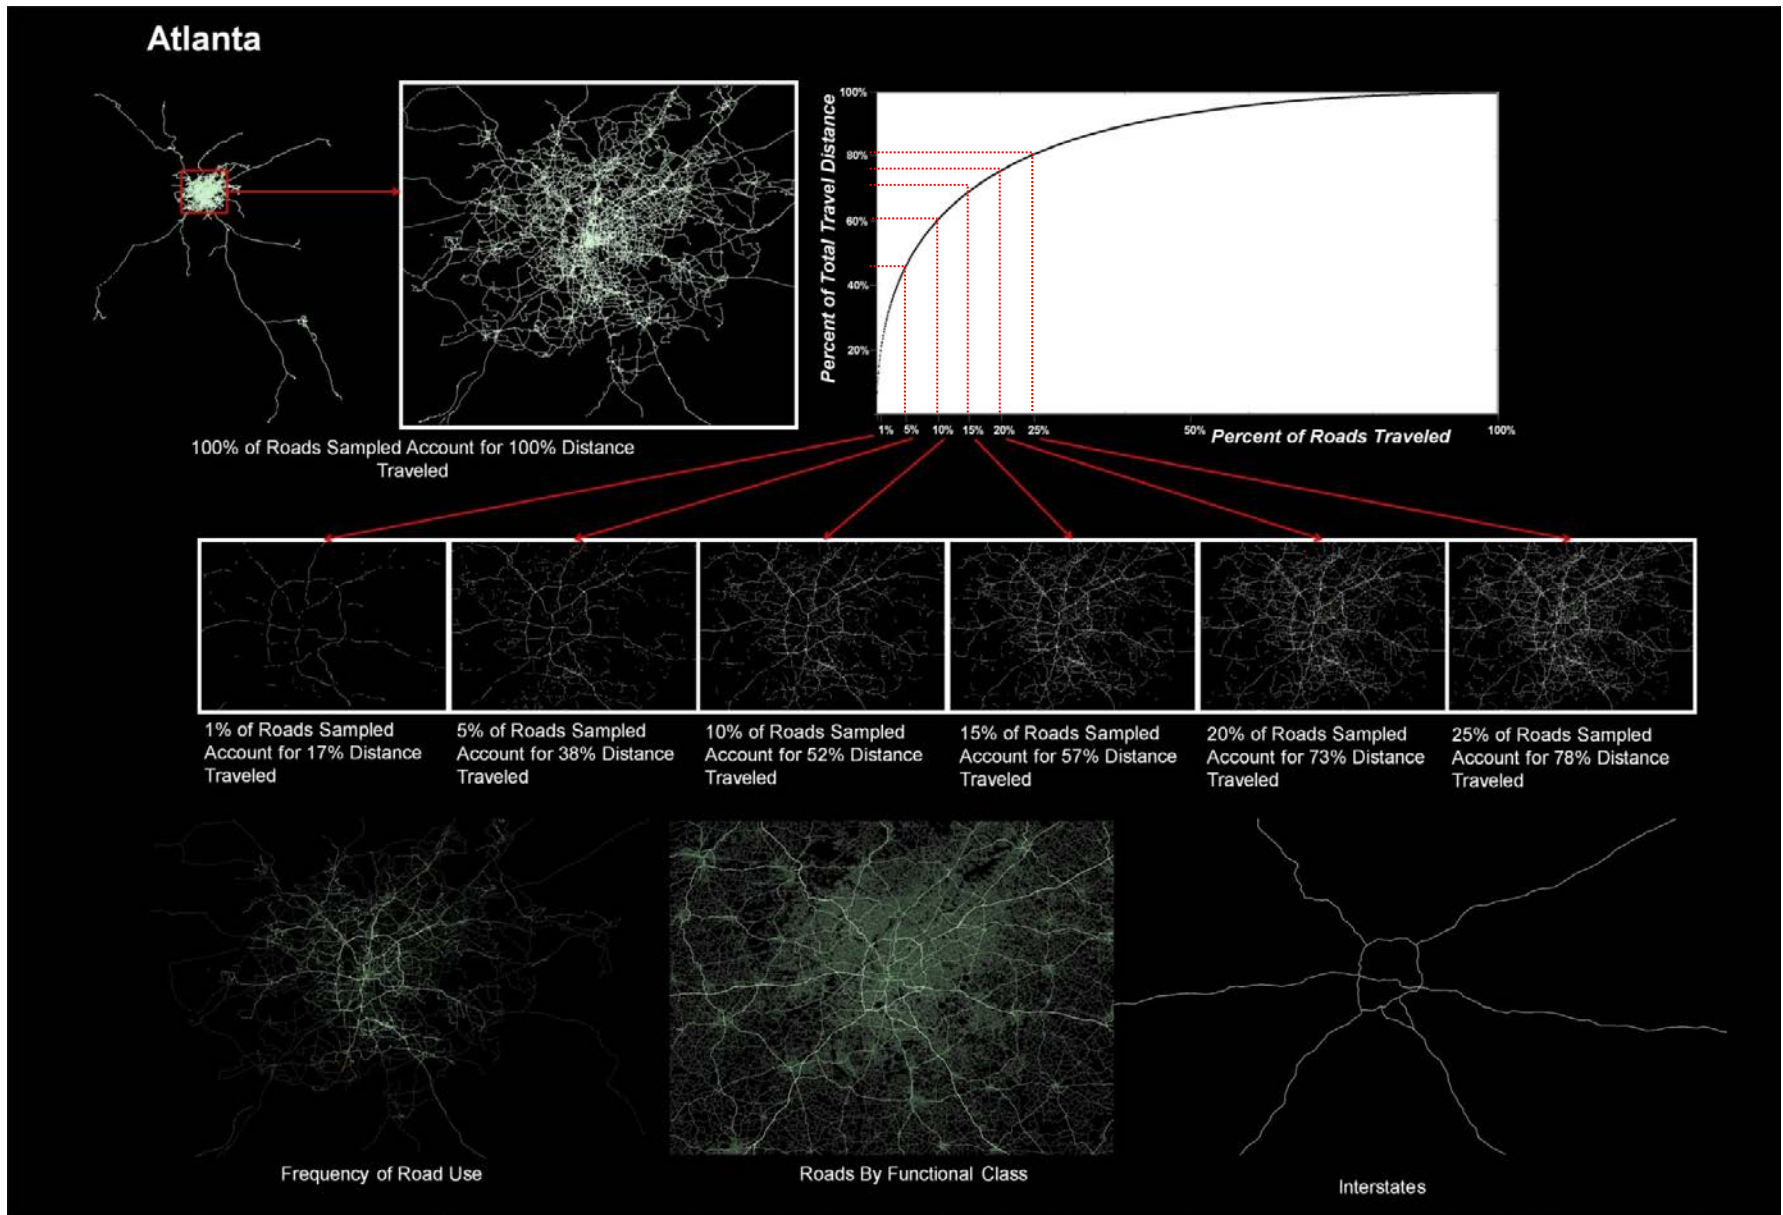 Atlanta
100%
80%
60%
40%
20%
Percent of Total Travel Distance
1% 5% 10% 15% 20% 25% 50% 100%
Percent of Roads Traveled
100% of Roads Sampled Account for 100% Distance
Traveled
1% of Roads Sampled
Account for 17% Distance
Traveled
5% of Roads Sampled
Account for 38% Distance
Traveled
10% of Roads Sampled
Account for 52% Distance
Traveled
15% of Roads Sampled
Account for 57% Distance
Traveled
20% of Roads Sampled
Account for 73% Distance
Traveled
25% of Roads Sampled
Account for 78% Distance
Traveled
Frequency of Road Use
Roads By Functional Class
Interstates